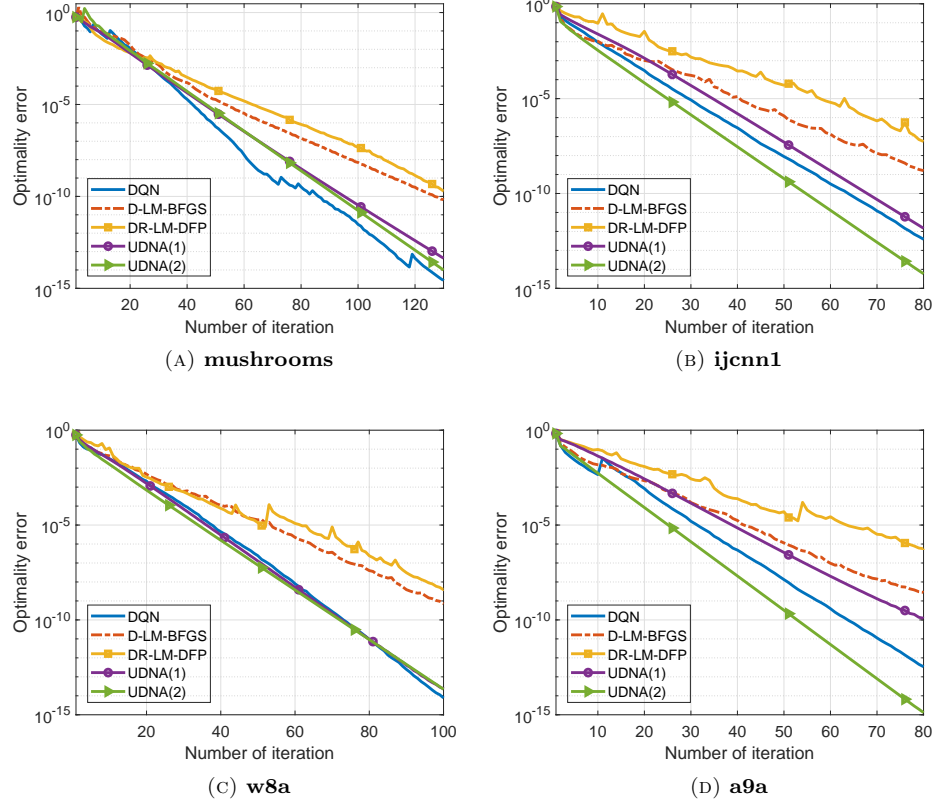 10^0
10^-5
10^-10
10^-15
Optimality error
DQN
D-LM-BFGS
DR-LM-DFP
UDNA(1)
UDNA(2)
20 40 60 80 100 120
Number of iteration
(A) mushrooms
10^0
10^-5
10^-10
10^-15
Optimality error
DQN
D-LM-BFGS
DR-LM-DFP
UDNA(1)
UDNA(2)
10 20 30 40 50 60 70 80
Number of iteration
(B) ijcnn1
10^0
10^-5
10^-10
10^-15
Optimality error
DQN
D-LM-BFGS
DR-LM-DFP
UDNA(1)
UDNA(2)
20 40 60 80 100
Number of iteration
(C) w8a
10^0
10^-5
10^-10
10^-15
Optimality error
DQN
D-LM-BFGS
DR-LM-DFP
UDNA(1)
UDNA(2)
10 20 30 40 50 60 70 80
Number of iteration
(D) a9a